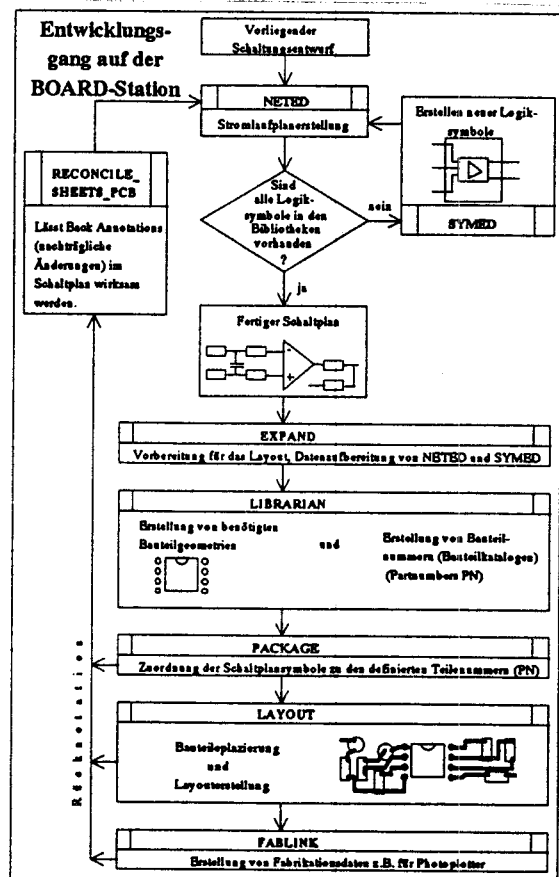 Entwicklungs-
gang auf der
BOARD-Station
Vorliegender
Schaltungsentwurf
NETED
Stromlaufplanerstellung
Erstellen neuer Logik-
symbole
SYMED
RECONCILE_
SHEETS_PCB
Lässt Back Annotations
(nachträgliche
Änderungen) im
Schaltplan wirksam
werden.
Sind
alle Logik-
symbole in den
Bibliotheken
vorhanden
?
nein
ja
Fertiger Schaltplan
-
+
EXPAND
Vorbereitung für das Layout, Datenaufbereitung von NETED und SYMED
LIBRARIAN
Erstellung von benötigten
Bauteilgeometrien
und
Erstellung von Bauteil-
nummern (Bauteilkatalogen)
(Partnumbers PN)
PACKAGE
Zuordnung der Schaltplansymbole zu den definierten Teilenummern (PN)
LAYOUT
Bauteileplazierung
und
Layouterstellung
FABLINK
Erstellung von Fabrikationsdaten z.B. für Photoplotter
Rücknotation